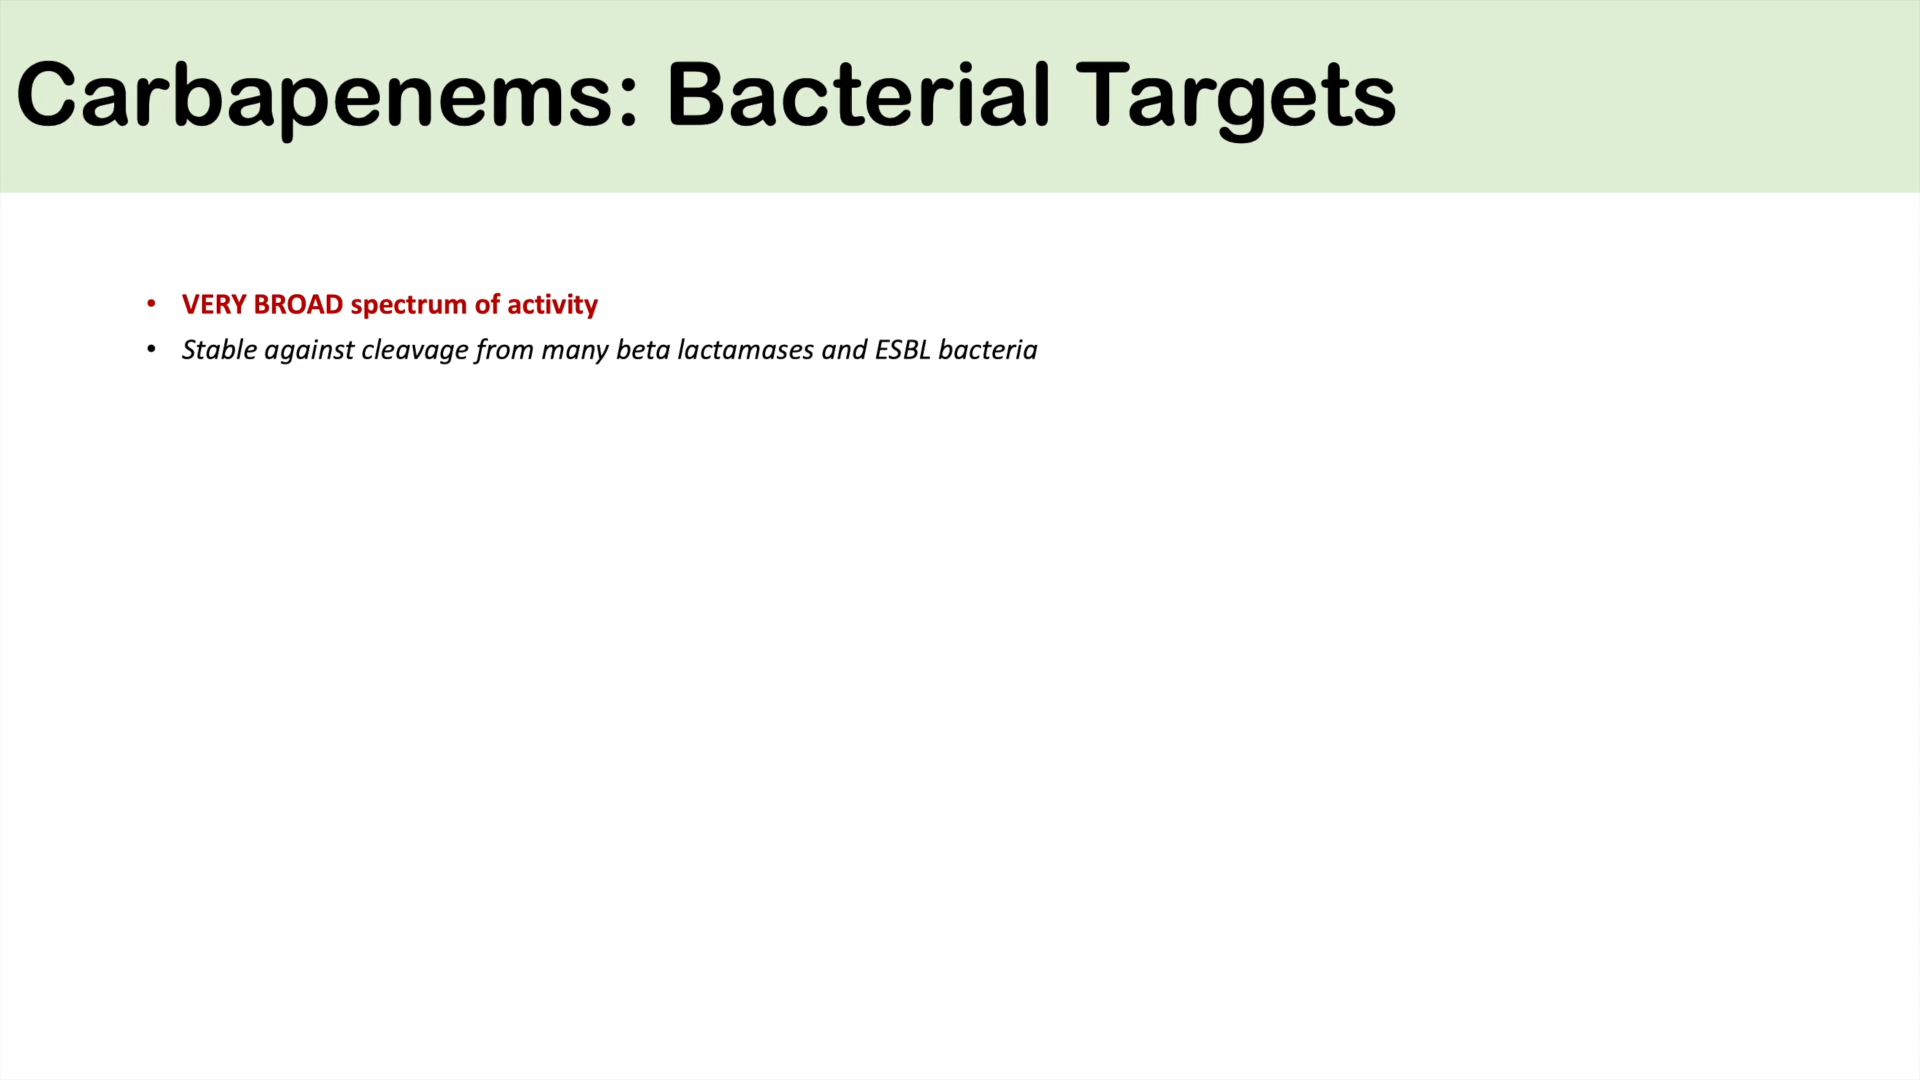 Carbapenems: Bacterial Targets
• VERY BROAD spectrum of activity
• Stable against cleavage from many beta lactamases and ESBL bacteria